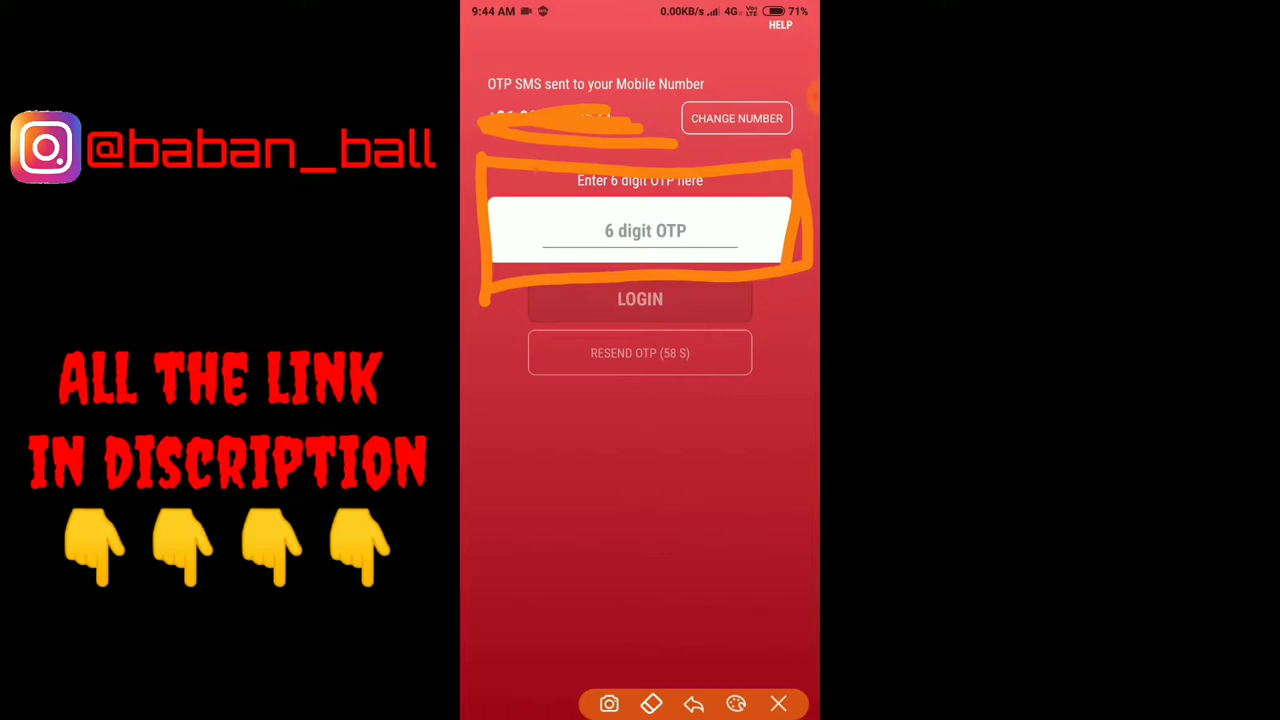 9:44 AM
0.00KB/s 4G VoLTE 71%
HELP
OTP SMS sent to your Mobile Number
CHANGE NUMBER
Enter 6 digit OTP here
6 digit OTP
LOGIN
RESEND OTP (58 S)
@baban_ball
ALL THE LINK
IN DISCRIPTION